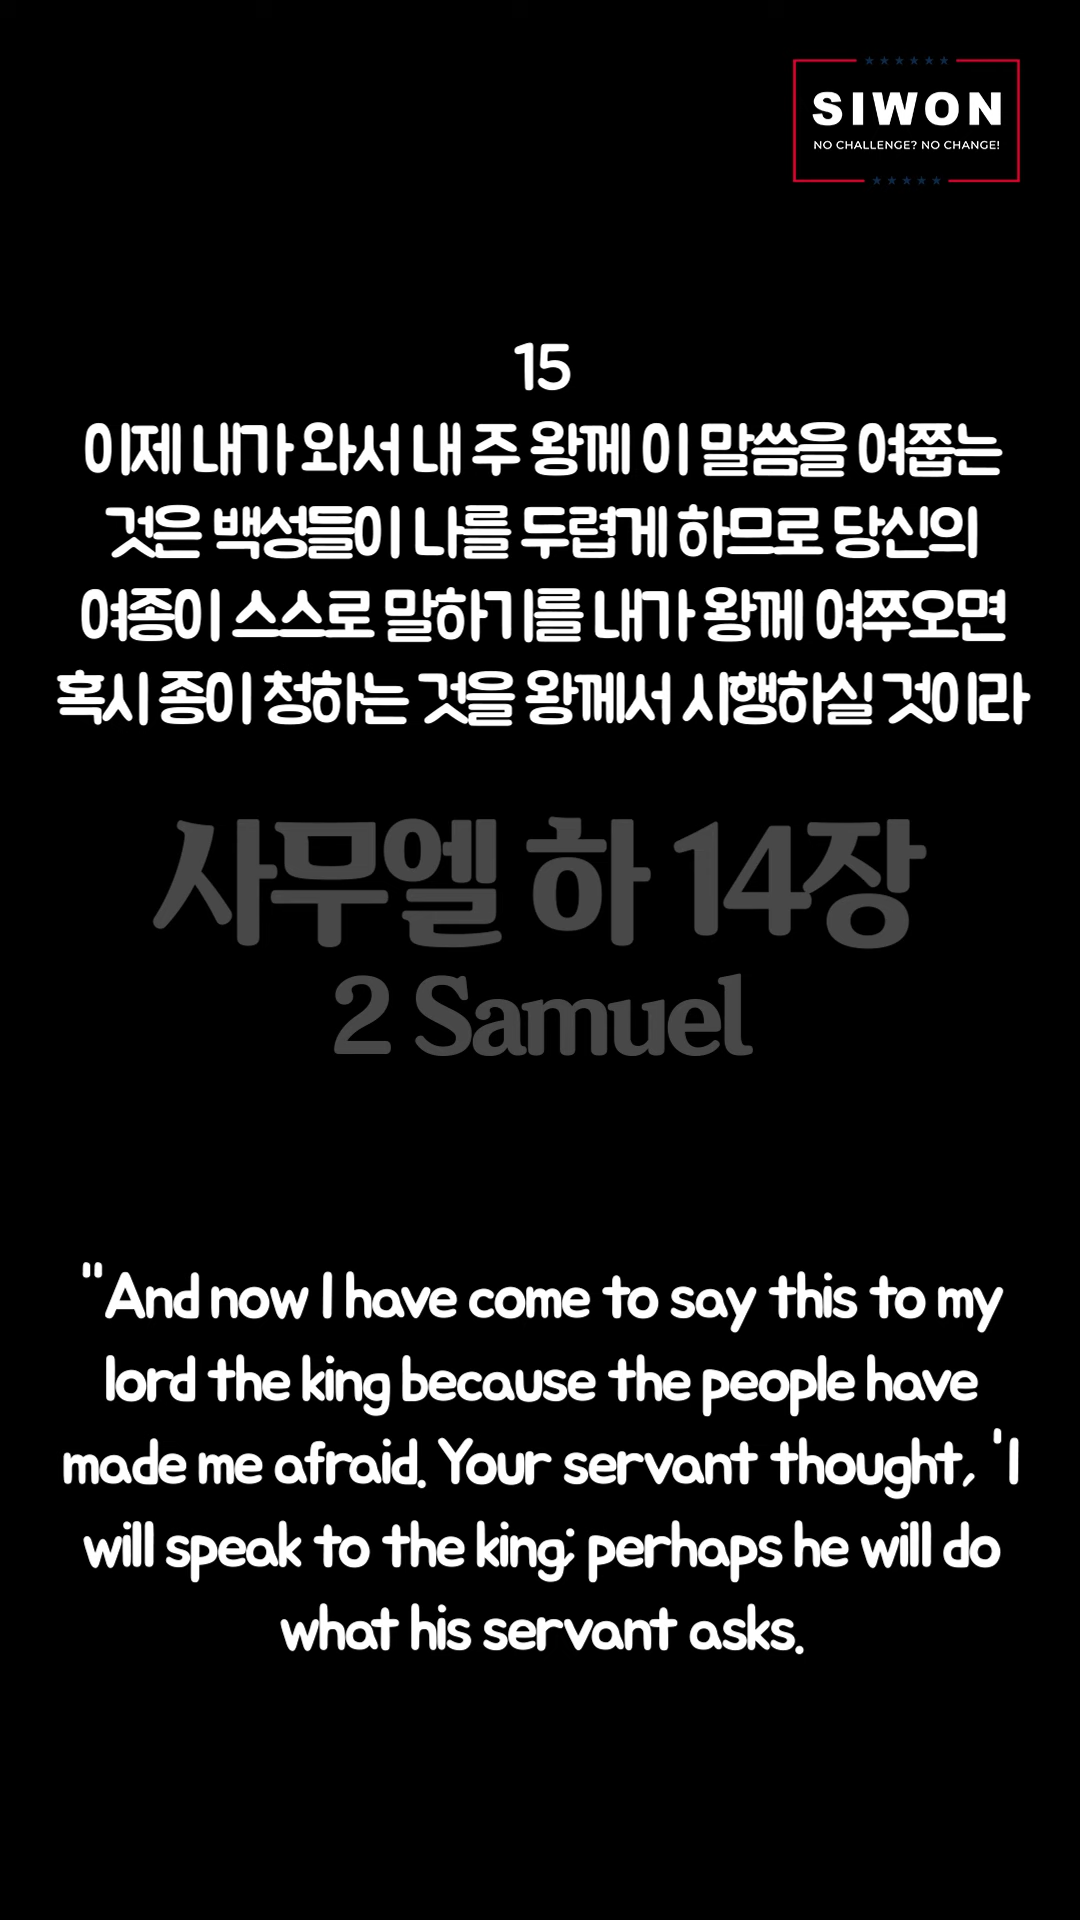 SIWON
NO CHALLENGE? NO CHANGE!
15
이제 내가 와서 내 주 왕께 이 말씀을 여쭙는
것은 백성들이 나를 두렵게 하므로 당신의
여종이 스스로 말하기를 내가 왕께 여쭈오면
혹시 종이 청하는 것을 왕께서 시행하실 것이라
사무엘 하 14장
2 Samuel
"And now I have come to say this to my
lord the king because the people have
made me afraid. Your servant thought, 'I
will speak to the king; perhaps he will do
what his servant asks.